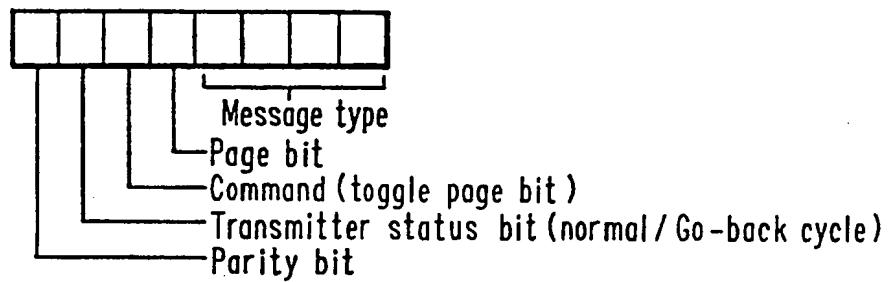 Message type
Page bit
Command (toggle page bit)
Transmitter status bit (normal / Go-back cycle)
Parity bit